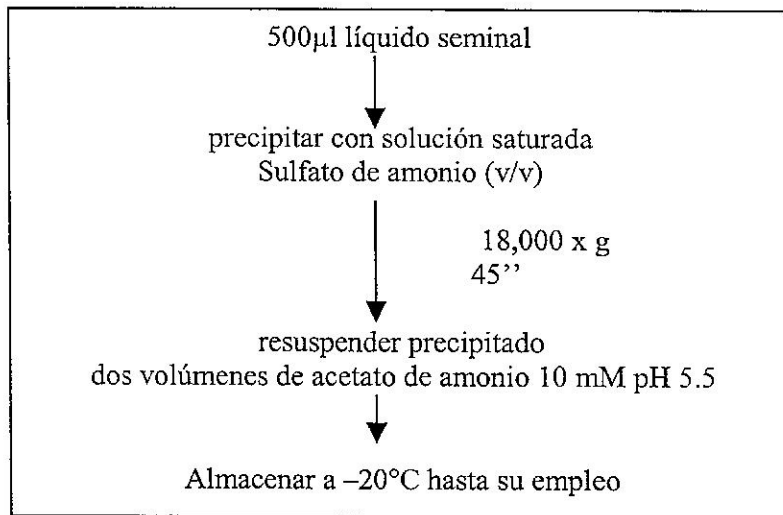 500µl líquido seminal
precipitar con solución saturada
Sulfato de amonio (v/v)
18,000 x g
45’’
resuspender precipitado
dos volúmenes de acetato de amonio 10 mM pH 5.5
Almacenar a –20°C hasta su empleo